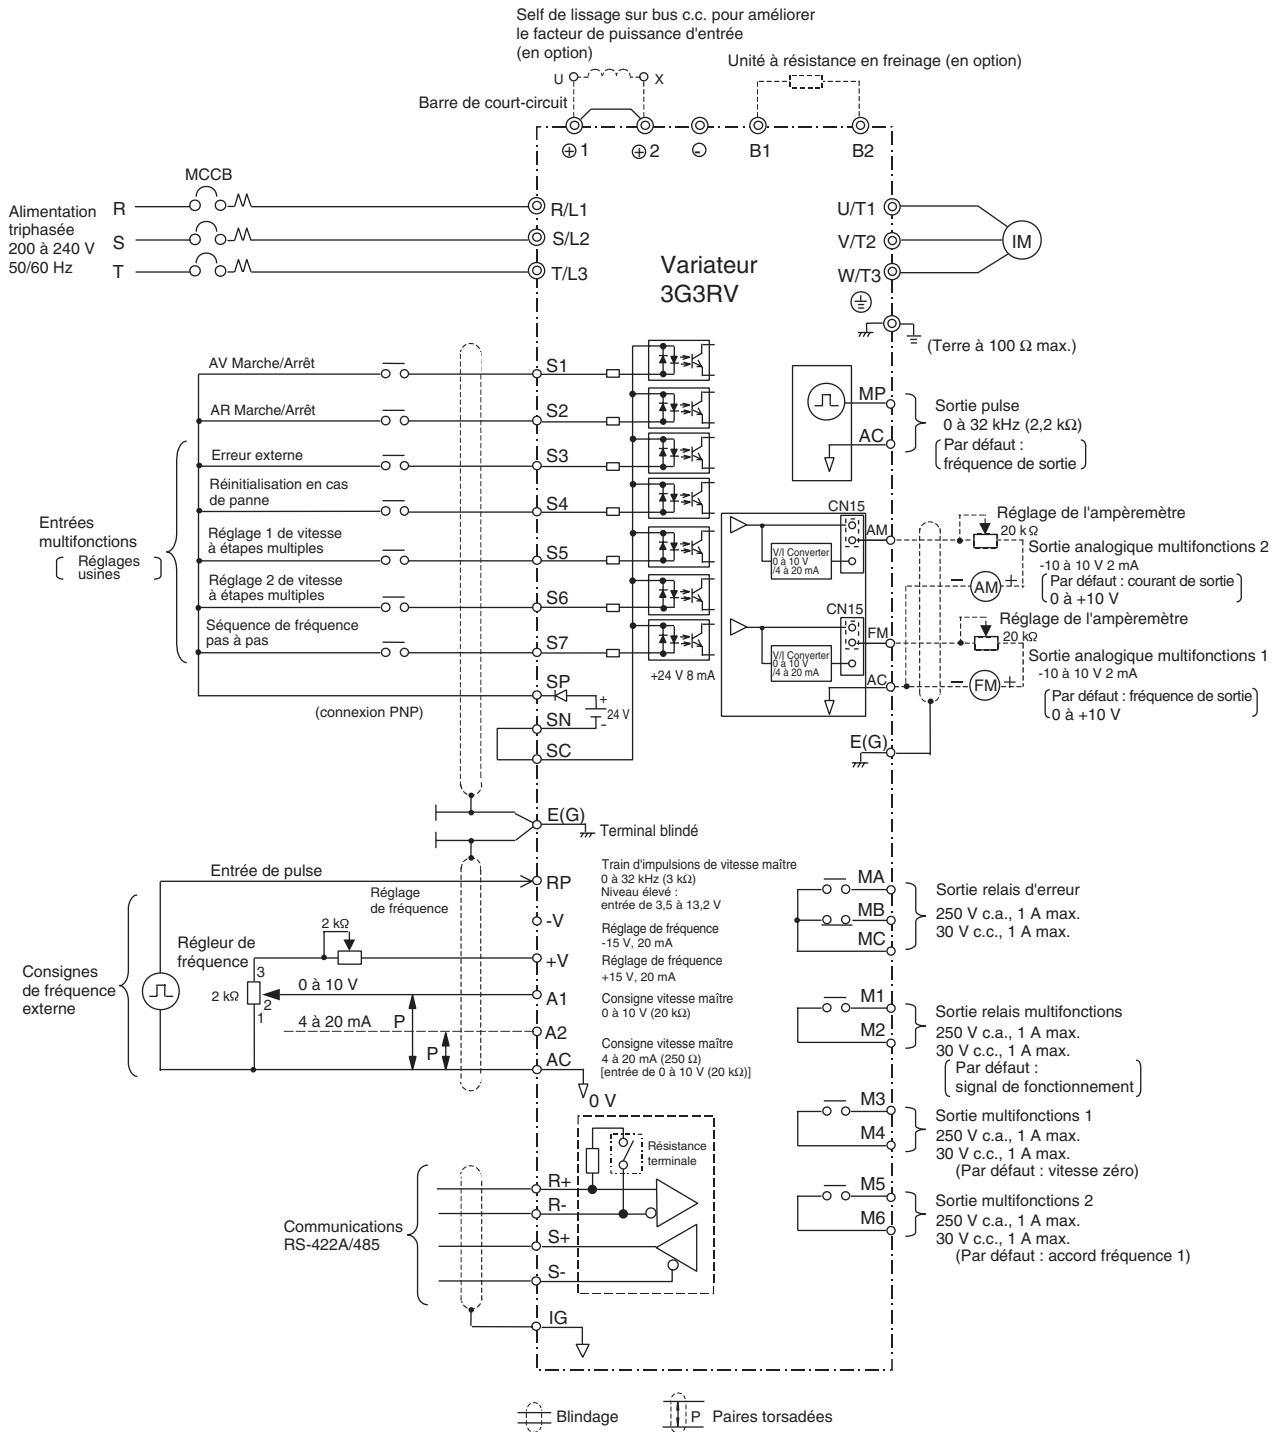 Self de lissage sur bus c.c. pour améliorer
le facteur de puissance d'entrée
(en option)
Unité à résistance en freinage (en option)
U
X
Barre de court-circuit
⊕1
⊕2
⊖
B1
B2
MCCB
Alimentation
triphasée
200 à 240 V
50/60 Hz
R
S
T
R/L1
S/L2
T/L3
U/T1
V/T2
W/T3
IM
Variateur
3G3RV
(Terre à 100 Ω max.)
AV Marche/Arrêt
AR Marche/Arrêt
Erreur externe
Réinitialisation en cas
de panne
Réglage 1 de vitesse
à étapes multiples
Réglage 2 de vitesse
à étapes multiples
Séquence de fréquence
pas à pas
Entrées
multifonctions
Réglages
usines
S1
S2
S3
S4
S5
S6
S7
SP
SN
SC
(connexion PNP)
+
24 V
-
+24 V 8 mA
MP
AC
Sortie pulse
0 à 32 kHz (2,2 kΩ)
Par défaut :
fréquence de sortie
CN15
AM
V/I Converter
0 à 10 V
/4 à 20 mA
Réglage de l'ampèremètre
20 kΩ
Sortie analogique multifonctions 2
-10 à 10 V 2 mA
Par défaut : courant de sortie
0 à +10 V
−
AM
+
CN15
FM
V/I Converter
0 à 10 V
/4 à 20 mA
AC
Réglage de l'ampèremètre
20 kΩ
Sortie analogique multifonctions 1
-10 à 10 V 2 mA
Par défaut : fréquence de sortie
0 à +10 V
−
FM
+
E(G)
E(G)
Terminal blindé
Entrée de pulse
RP
Train d'impulsions de vitesse maître
0 à 32 kHz (3 kΩ)
Niveau élevé :
entrée de 3,5 à 13,2 V
Réglage
de fréquence
2 kΩ
-V
Réglage de fréquence
-15 V, 20 mA
Régleur de
fréquence
+V
Réglage de fréquence
+15 V, 20 mA
Consignes
de fréquence
externe
3
2 kΩ
2
1
0 à 10 V
A1
Consigne vitesse maître
0 à 10 V (20 kΩ)
4 à 20 mA
P
P
A2
Consigne vitesse maître
4 à 20 mA (250 Ω)
[entrée de 0 à 10 V (20 kΩ)]
AC
0 V
MA
MB
MC
Sortie relais d'erreur
250 V c.a., 1 A max.
30 V c.c., 1 A max.
M1
M2
Sortie relais multifonctions
250 V c.a., 1 A max.
30 V c.c., 1 A max.
Par défaut :
signal de fonctionnement
M3
M4
Sortie multifonctions 1
250 V c.a., 1 A max.
30 V c.c., 1 A max.
(Par défaut : vitesse zéro)
M5
M6
Sortie multifonctions 2
250 V c.a., 1 A max.
30 V c.c., 1 A max.
(Par défaut : accord fréquence 1)
Résistance
terminale
Communications
RS-422A/485
R+
R-
S+
S-
IG
Blindage
P
Paires torsadées